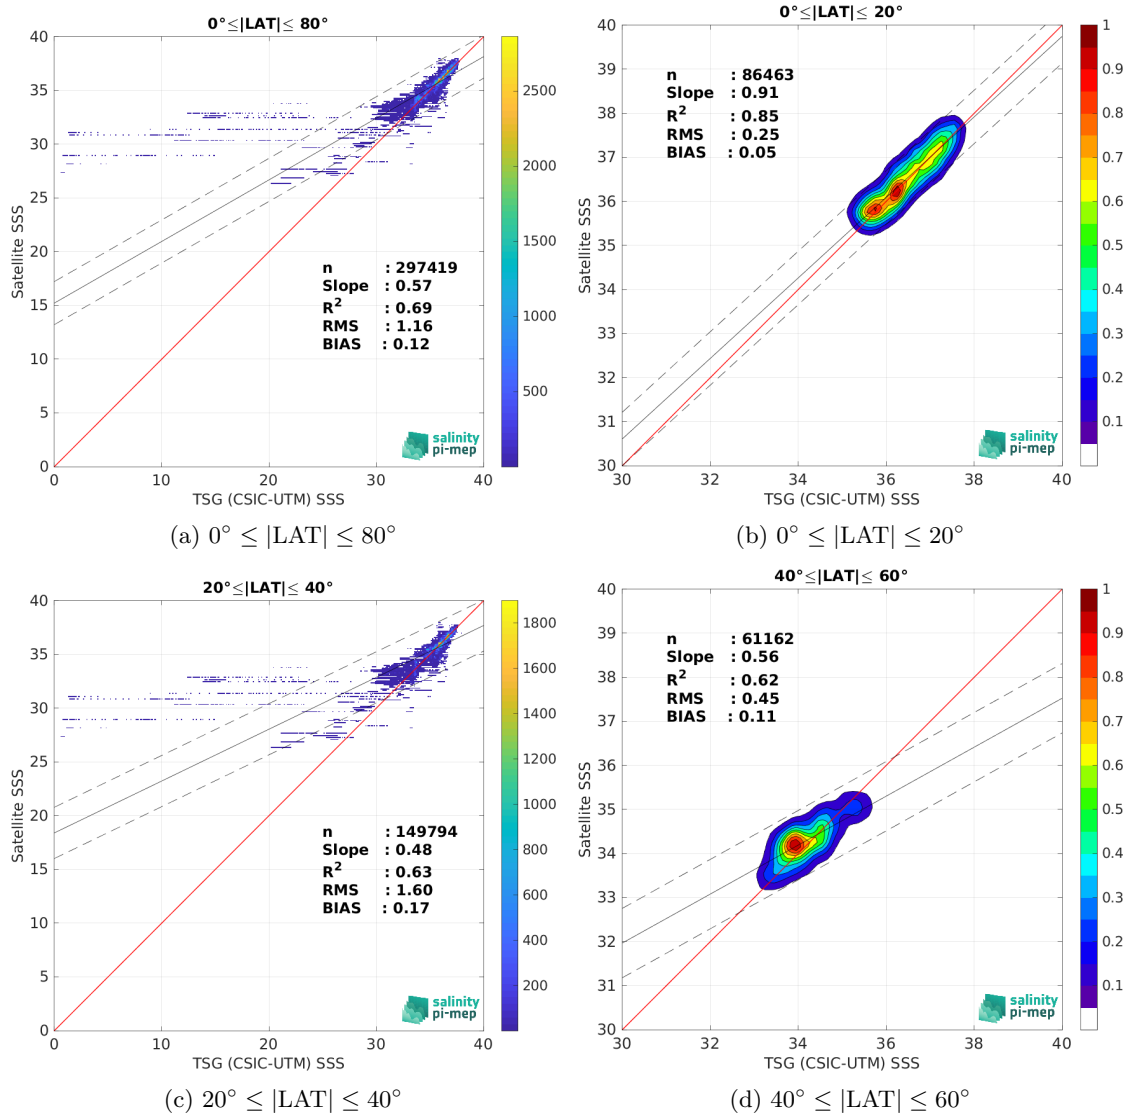 0°≤|LAT|≤ 80°
40
35
30
25
20
15
10
5
0
Satellite SSS
n : 297419
Slope : 0.57
R² : 0.69
RMS : 1.16
BIAS : 0.12
salinity
pi-mep
0 10 20 30 40
TSG (CSIC-UTM) SSS
2500
2000
1500
1000
500
(a) 0° ≤ |LAT| ≤ 80°
0°≤|LAT|≤ 20°
40
39
38
37
36
35
34
33
32
31
30
Satellite SSS
n : 86463
Slope : 0.91
R² : 0.85
RMS : 0.25
BIAS : 0.05
salinity
pi-mep
30 32 34 36 38 40
TSG (CSIC-UTM) SSS
1
0.9
0.8
0.7
0.6
0.5
0.4
0.3
0.2
0.1
(b) 0° ≤ |LAT| ≤ 20°
20°≤|LAT|≤ 40°
40
35
30
25
20
15
10
5
0
Satellite SSS
n : 149794
Slope : 0.48
R² : 0.63
RMS : 1.60
BIAS : 0.17
salinity
pi-mep
0 10 20 30 40
TSG (CSIC-UTM) SSS
1800
1600
1400
1200
1000
800
600
400
200
(c) 20° ≤ |LAT| ≤ 40°
40°≤|LAT|≤ 60°
40
39
38
37
36
35
34
33
32
31
30
Satellite SSS
n : 61162
Slope : 0.56
R² : 0.62
RMS : 0.45
BIAS : 0.11
salinity
pi-mep
30 32 34 36 38 40
TSG (CSIC-UTM) SSS
1
0.9
0.8
0.7
0.6
0.5
0.4
0.3
0.2
0.1
(d) 40° ≤ |LAT| ≤ 60°